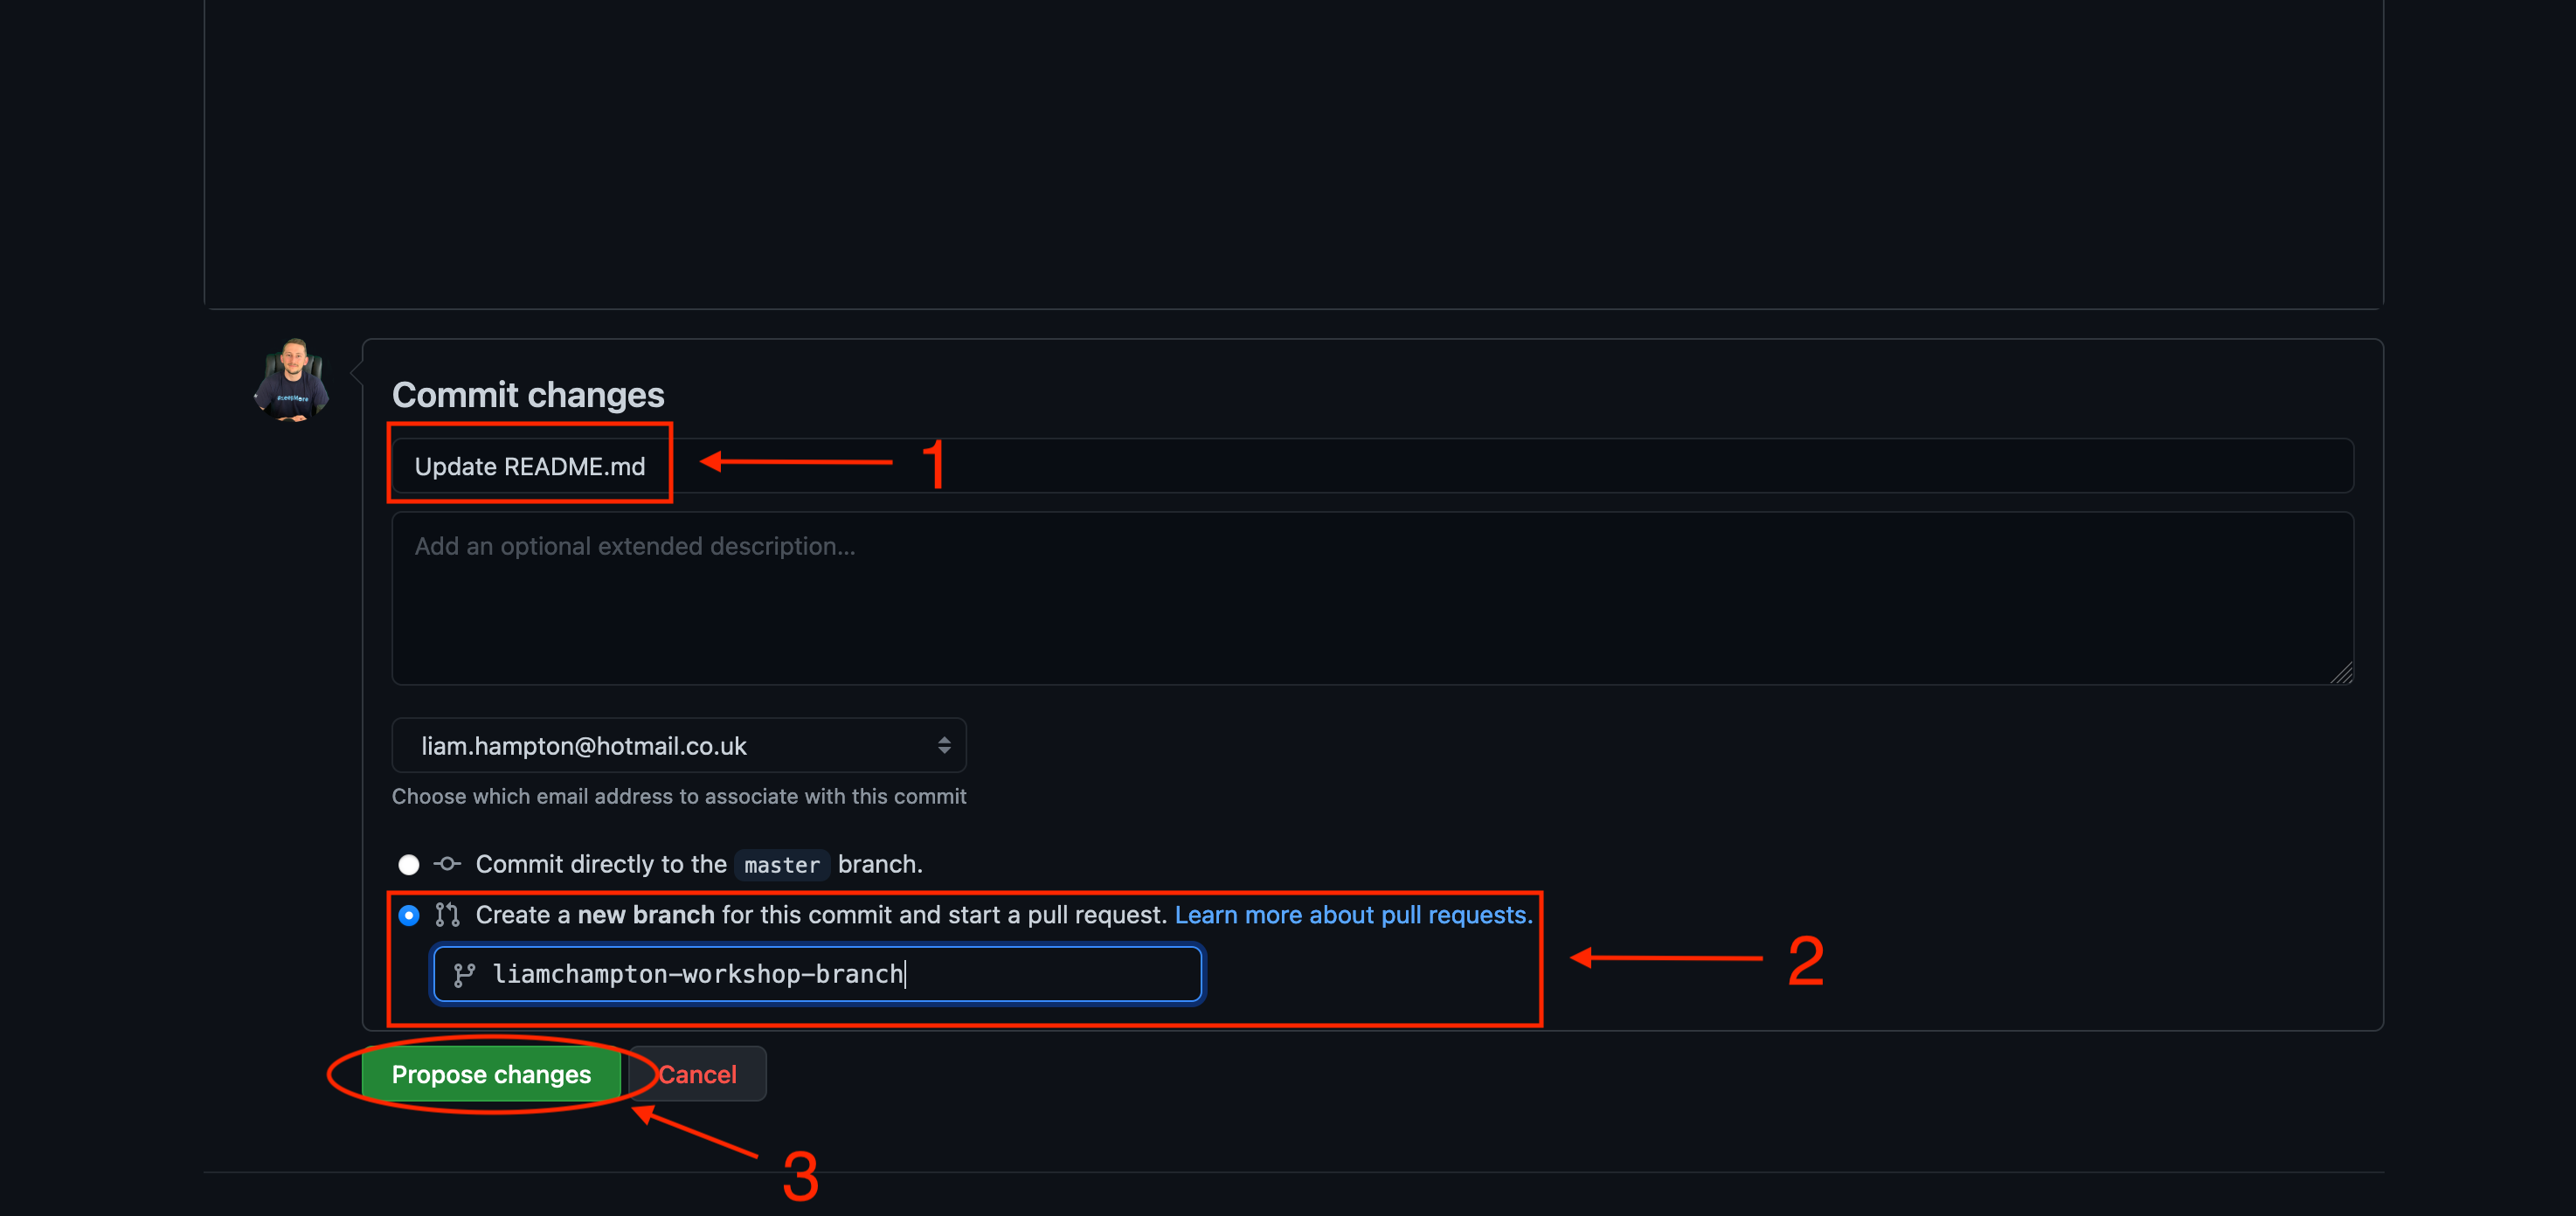 Commit changes
Update README.md
1
Add an optional extended description...
liam.hampton@hotmail.co.uk
Choose which email address to associate with this commit
Commit directly to the master branch.
Create a new branch for this commit and start a pull request. Learn more about pull requests.
liamchampton-workshop-branch
2
Propose changes
Cancel
3